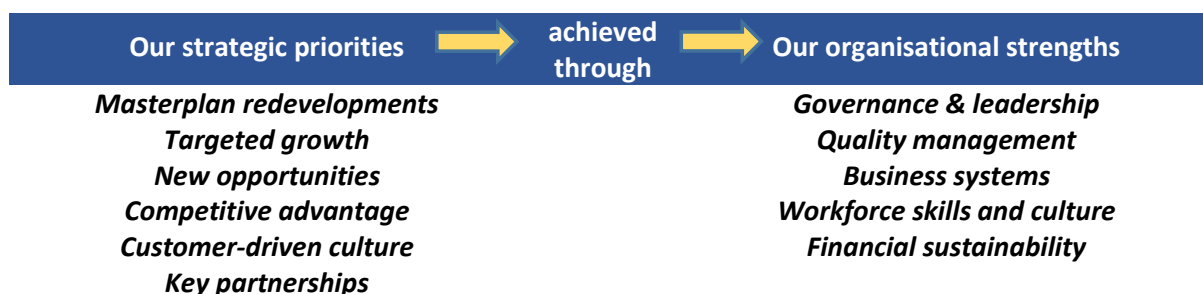 Our strategic priorities
achieved
through
Our organisational strengths
Masterplan redevelopments
Targeted growth
New opportunities
Competitive advantage
Customer-driven culture
Key partnerships
Governance & leadership
Quality management
Business systems
Workforce skills and culture
Financial sustainability